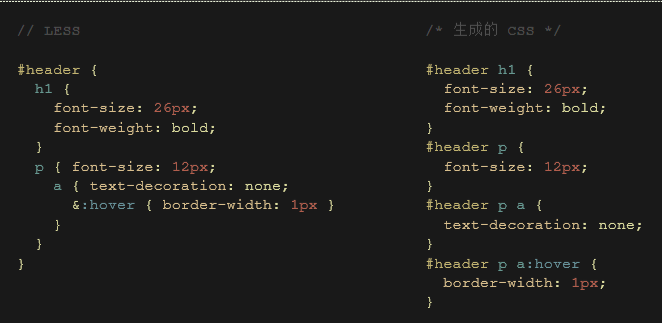 // LESS
#header {
  h1 {
    font-size: 26px;
    font-weight: bold;
  }
  p { font-size: 12px;
    a { text-decoration: none;
      &:hover { border-width: 1px }
    }
  }
}
/* 生成的 CSS */
#header h1 {
  font-size: 26px;
  font-weight: bold;
}
#header p {
  font-size: 12px;
}
#header p a {
  text-decoration: none;
}
#header p a:hover {
  border-width: 1px;
}